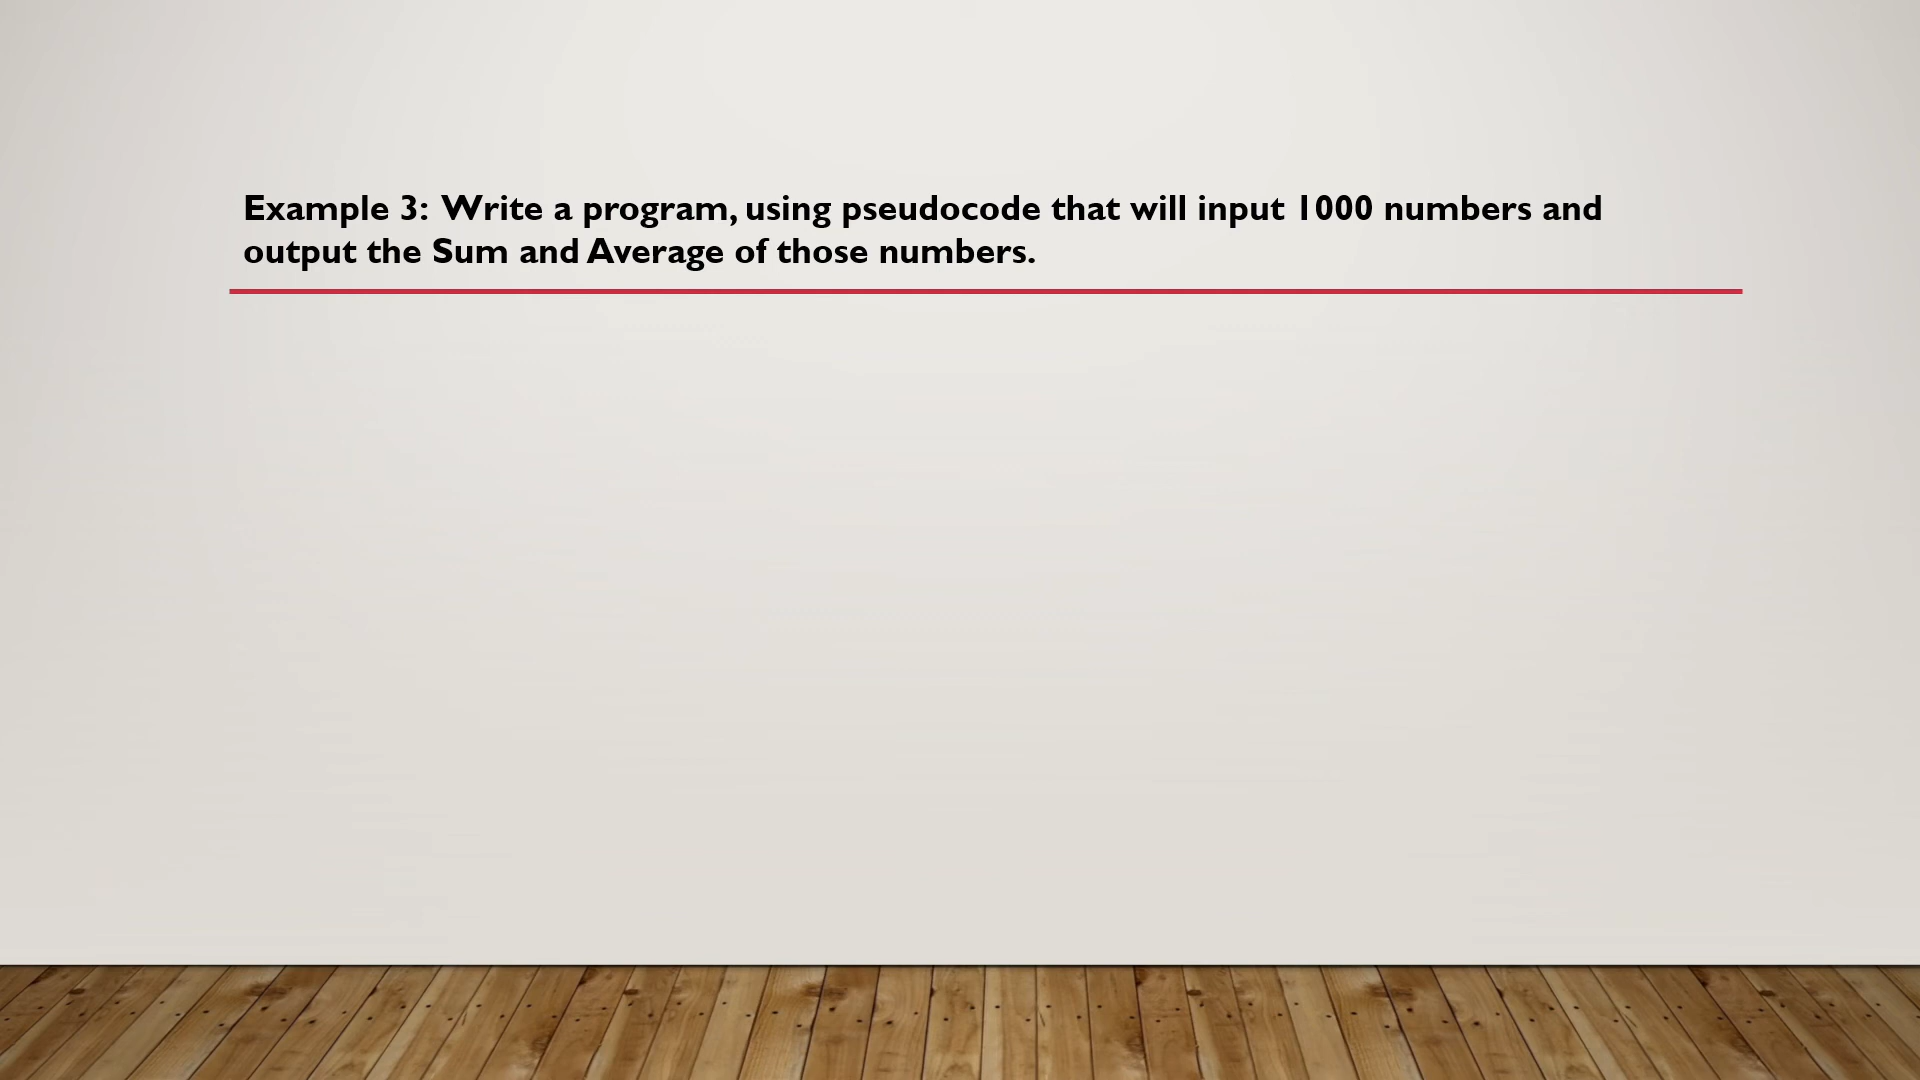 Example 3: Write a program, using pseudocode that will input 1000 numbers and
output the Sum and Average of those numbers.